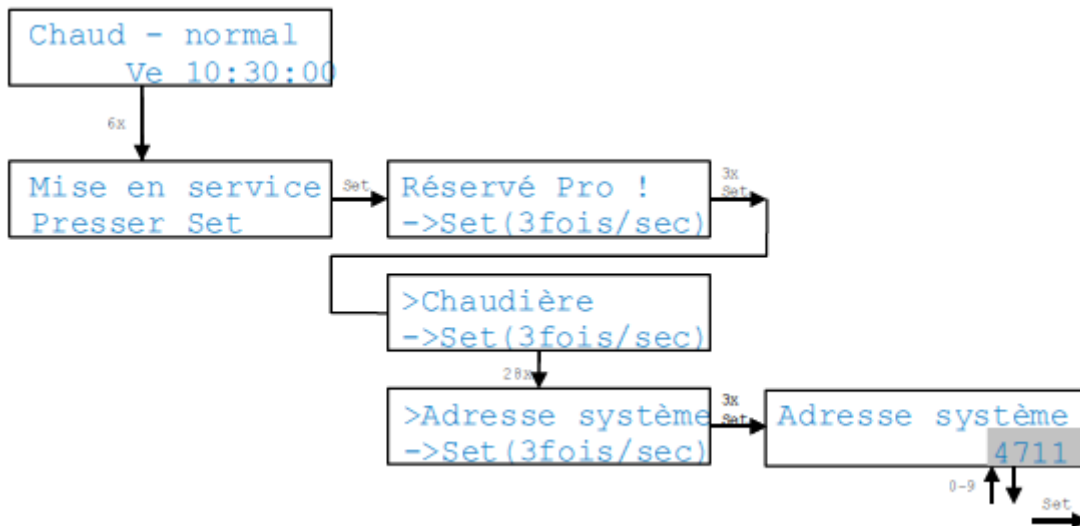 Chaud - normal
Ve 10:30:00
6x
Mise en service
Presser Set
Set
Réservé Pro !
->Set(3fois/sec)
3x
Set
>Chaudière
->Set(3fois/sec)
28x
>Adresse système
->Set(3fois/sec)
3x
Set
Adresse système
4711
0-9
Set